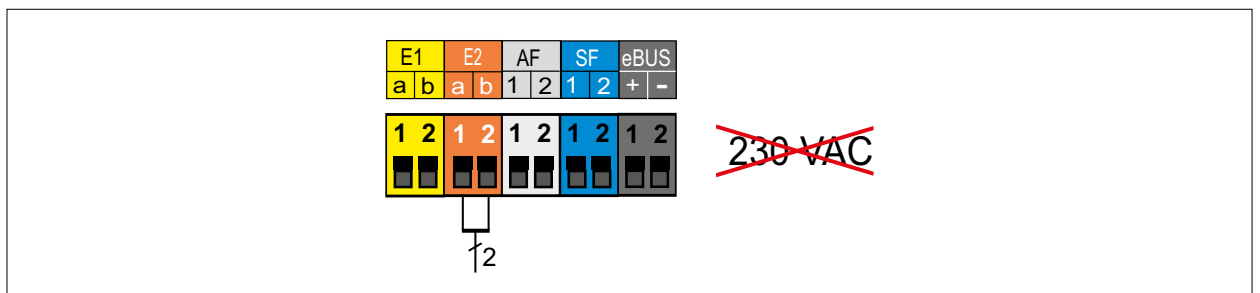 E1 E2 AF SF eBUS
a b a b 1 2 1 2 + -
1 2 1 2 1 2 1 2 1 2
230 VAC
2